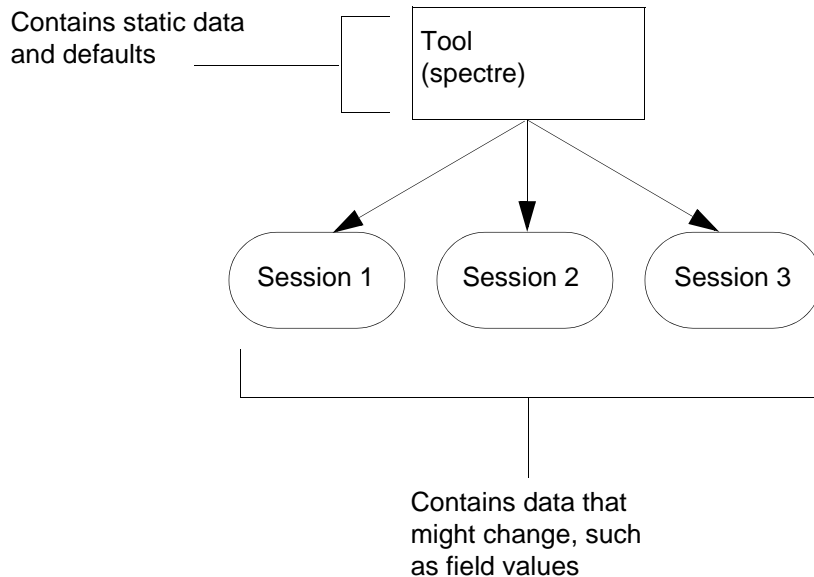 Contains static data
and defaults
Tool
(spectre)
Session 1
Session 2
Session 3
Contains data that
might change, such
as field values